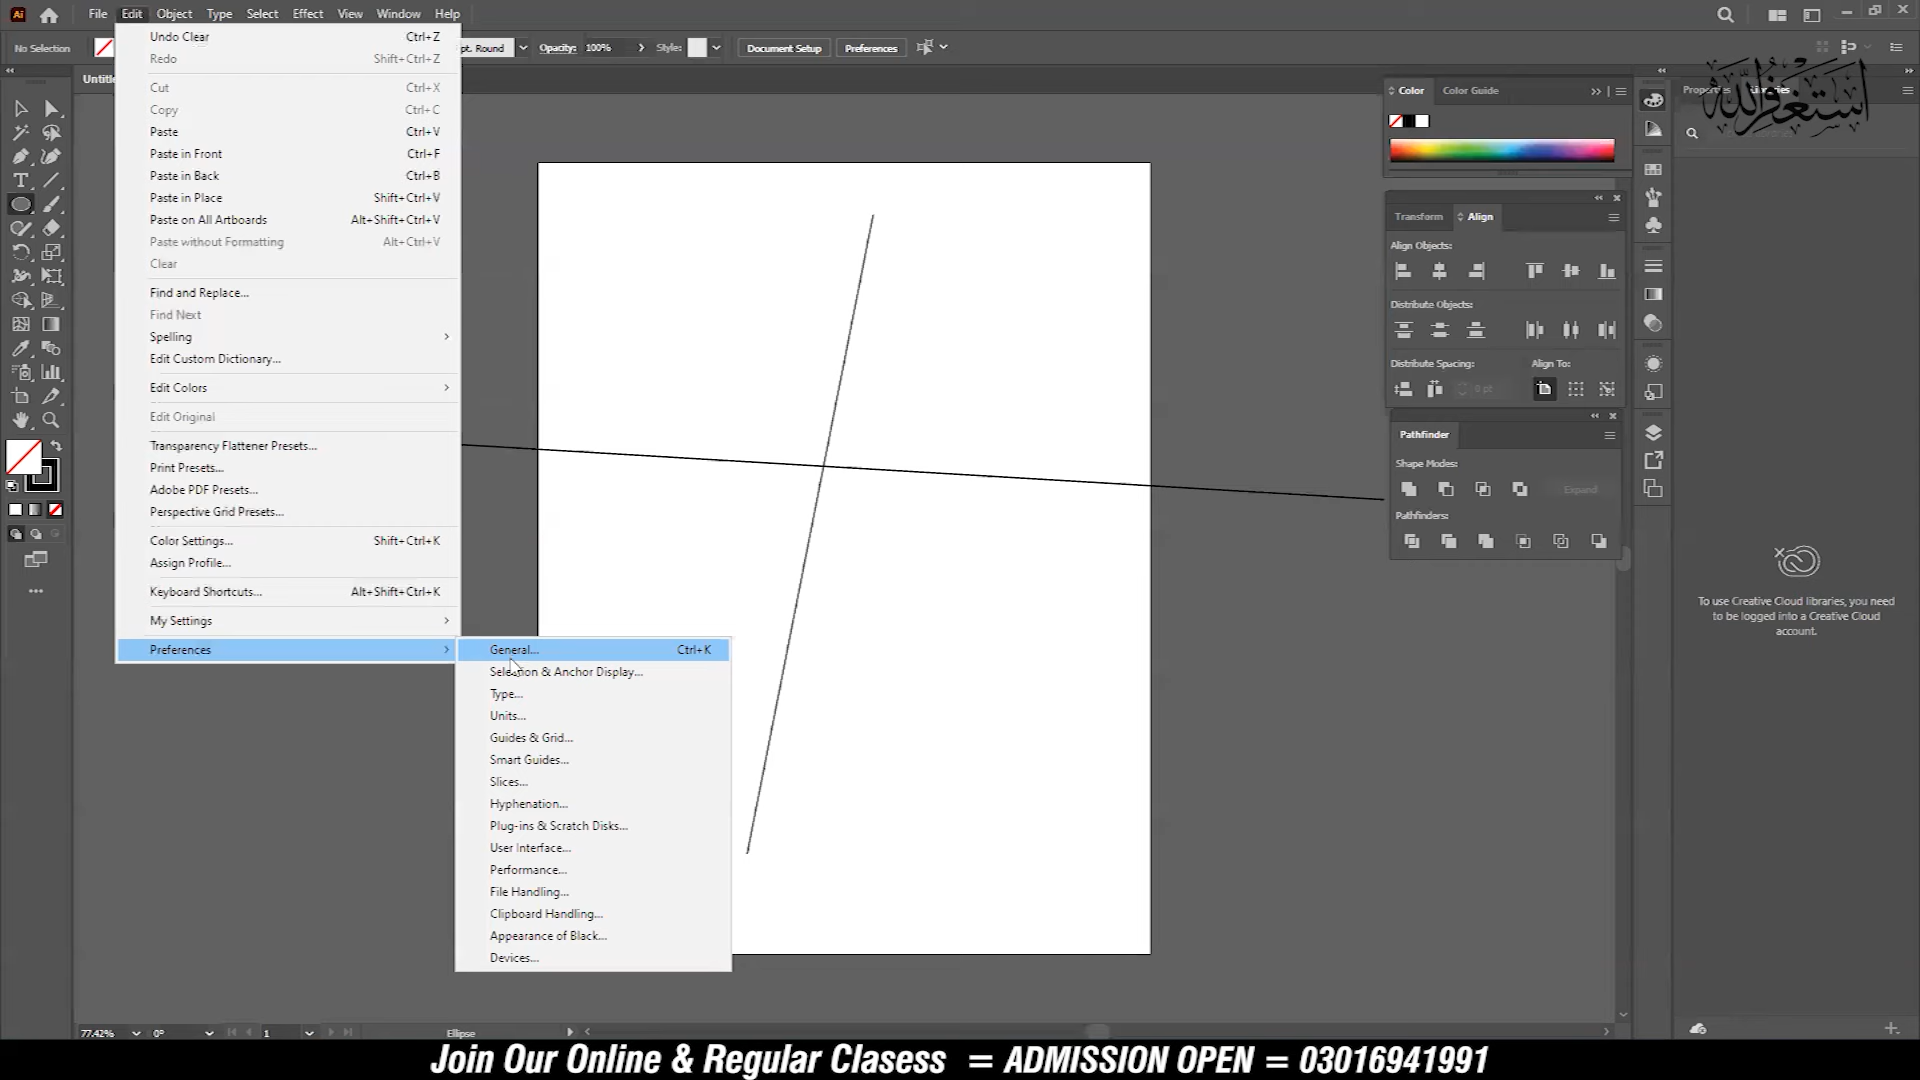 Ai File Edit Object Type Select Effect View Window Help
No Selection pt. Round Opacity: 100% Style: Document Setup Preferences
Undo Clear Ctrl+Z
Redo Shift+Ctrl+Z
Cut Ctrl+X
Copy Ctrl+C
Paste Ctrl+V
Paste in Front Ctrl+F
Paste in Back Ctrl+B
Paste in Place Shift+Ctrl+V
Paste on All Artboards Alt+Shift+Ctrl+V
Paste without Formatting Alt+Ctrl+V
Clear
Find and Replace...
Find Next
Spelling
Edit Custom Dictionary...
Edit Colors
Edit Original
Transparency Flattener Presets...
Print Presets...
Adobe PDF Presets...
Perspective Grid Presets...
Color Settings... Shift+Ctrl+K
Assign Profile...
Keyboard Shortcuts... Alt+Shift+Ctrl+K
My Settings
Preferences
General... Ctrl+K
Selection & Anchor Display...
Type...
Units...
Guides & Grid...
Smart Guides...
Slices...
Hyphenation...
Plug-ins & Scratch Disks...
User Interface...
Performance...
File Handling...
Clipboard Handling...
Appearance of Black...
Devices...
Color Color Guide
Transform Align
Align Objects:
Distribute Objects:
Distribute Spacing: Align To:
0 pt
Pathfinder
Shape Modes:
Expand
Pathfinders:
Properties Libraries
أستغفر الله
To use Creative Cloud libraries, you need
to be logged into a Creative Cloud
account.
77.42% 0° 1 Ellipse
Join Our Online & Regular Clasess = ADMISSION OPEN = 03016941991